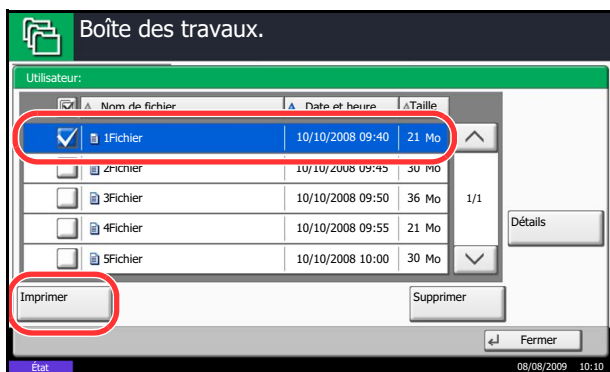 Boîte des travaux.
Utilisateur:
Nom de fichier Date et heure Taille
1Fichier 10/10/2008 09:40 21 Mo
2Fichier 10/10/2008 09:45 30 Mo
3Fichier 10/10/2008 09:50 36 Mo
1/1
4Fichier 10/10/2008 09:55 21 Mo
Détails
5Fichier 10/10/2008 10:00 30 Mo
Imprimer Supprimer
Fermer
État 08/08/2009 10:10